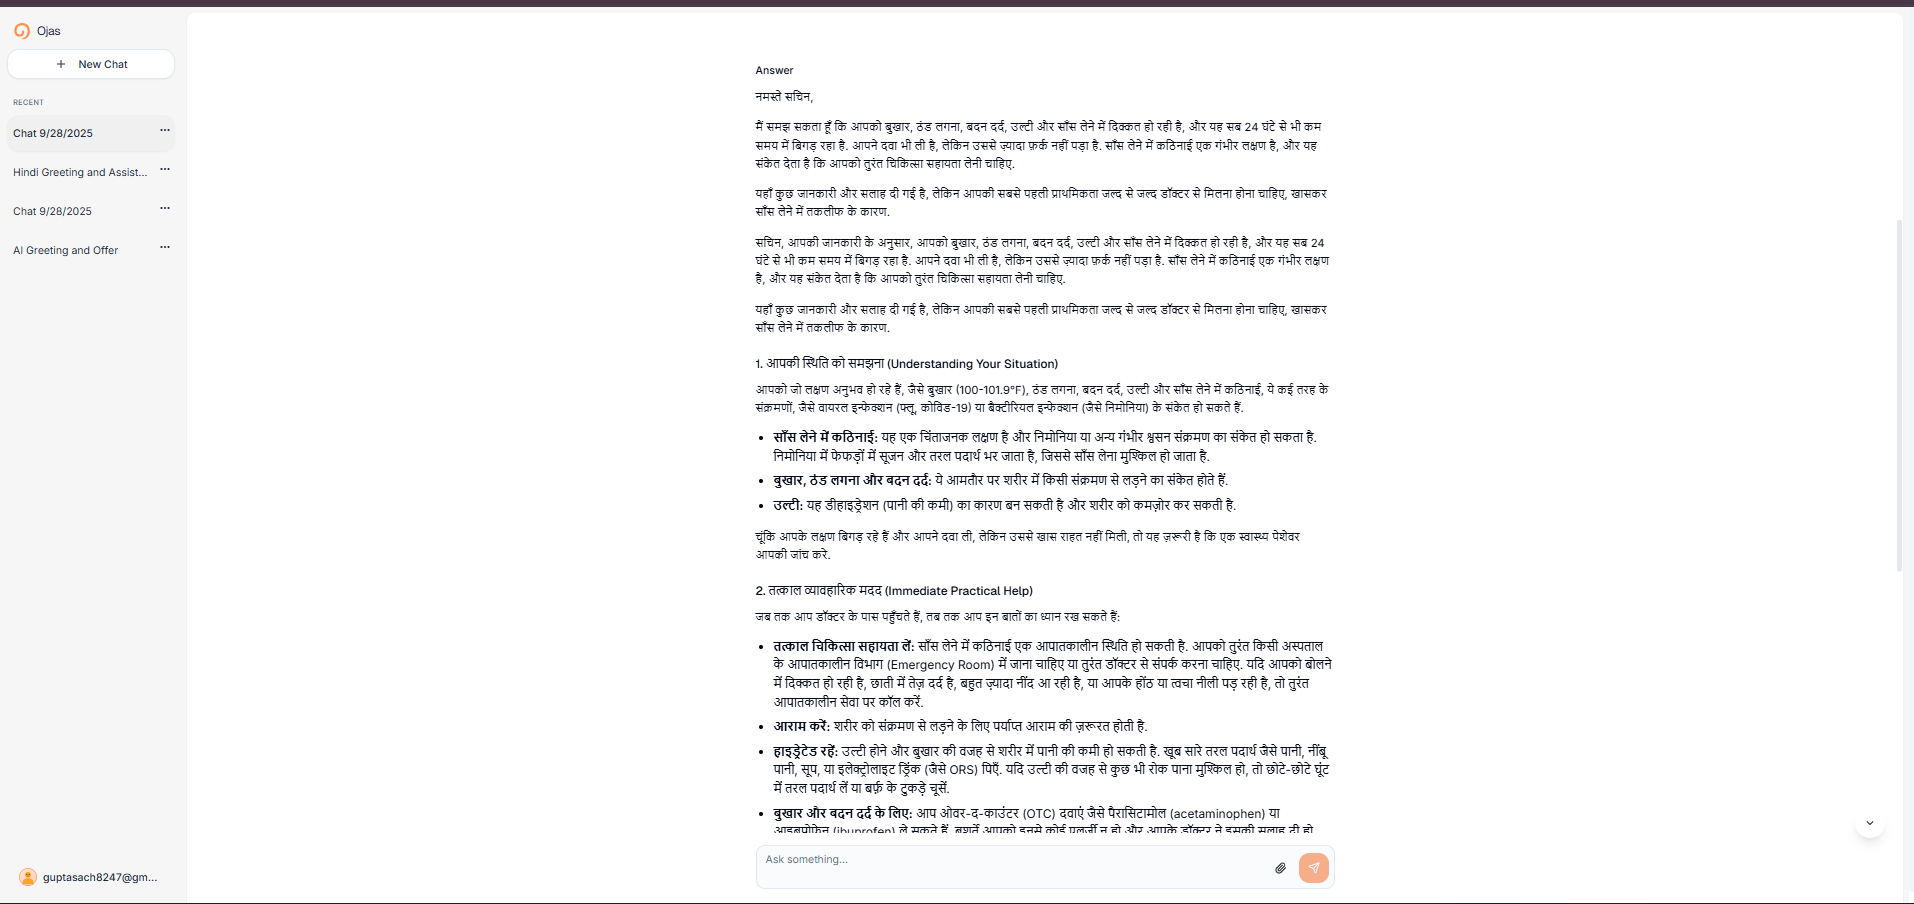 Ojas
New Chat
RECENT
Chat 9/28/2025
Hindi Greeting and Assist...
Chat 9/28/2025
AI Greeting and Offer
guptasach8247@gm...
Answer
नमस्ते सचिन,
मैं समझ सकता हूँ कि आपको बुखार, ठंड लगना, बदन दर्द, उल्टी और साँस लेने में दिक्कत हो रही है, और यह सब 24 घंटे से भी कम
समय में बिगड़ रहा है. आपने दवा भी ली है, लेकिन उससे ज़्यादा फ़र्क नहीं पड़ा है. साँस लेने में कठिनाई एक गंभीर लक्षण है, और यह
संकेत देता है कि आपको तुरंत चिकित्सा सहायता लेनी चाहिए.
यहाँ कुछ जानकारी और सलाह दी गई है, लेकिन आपकी सबसे पहली प्राथमिकता जल्द से जल्द डॉक्टर से मिलना होना चाहिए, खासकर
साँस लेने में तकलीफ के कारण.
सचिन, आपकी जानकारी के अनुसार, आपको बुखार, ठंड लगना, बदन दर्द, उल्टी और साँस लेने में दिक्कत हो रही है, और यह सब 24
घंटे से भी कम समय में बिगड़ रहा है. आपने दवा भी ली है, लेकिन उससे ज़्यादा फ़र्क नहीं पड़ा है. साँस लेने में कठिनाई एक गंभीर लक्षण
है, और यह संकेत देता है कि आपको तुरंत चिकित्सा सहायता लेनी चाहिए.
यहाँ कुछ जानकारी और सलाह दी गई है, लेकिन आपकी सबसे पहली प्राथमिकता जल्द से जल्द डॉक्टर से मिलना होना चाहिए, खासकर
साँस लेने में तकलीफ के कारण.
1. आपकी स्थिति को समझना (Understanding Your Situation)
आपको जो लक्षण अनुभव हो रहे हैं, जैसे बुखार (100-101.9°F), ठंड लगना, बदन दर्द, उल्टी और साँस लेने में कठिनाई, ये कई तरह के
संक्रमणों, जैसे वायरल इन्फेक्शन (फ्लू, कोविड-19) या बैक्टीरियल इन्फेक्शन (जैसे निमोनिया) के संकेत हो सकते हैं.
• साँस लेने में कठिनाई: यह एक चिंताजनक लक्षण है और निमोनिया या अन्य गंभीर श्वसन संक्रमण का संकेत हो सकता है.
निमोनिया में फेफड़ों में सूजन और तरल पदार्थ भर जाता है, जिससे साँस लेना मुश्किल हो जाता है.
• बुखार, ठंड लगना और बदन दर्द: ये आमतौर पर शरीर में किसी संक्रमण से लड़ने का संकेत होते हैं.
• उल्टी: यह डीहाइड्रेशन (पानी की कमी) का कारण बन सकती है और शरीर को कमज़ोर कर सकती है.
चूंकि आपके लक्षण बिगड़ रहे हैं और आपने दवा ली, लेकिन उससे खास राहत नहीं मिली, तो यह ज़रूरी है कि एक स्वास्थ्य पेशेवर
आपकी जांच करे.
2. तत्काल व्यावहारिक मदद (Immediate Practical Help)
जब तक आप डॉक्टर के पास पहुँचते हैं, तब तक आप इन बातों का ध्यान रख सकते हैं:
• तत्काल चिकित्सा सहायता लें: साँस लेने में कठिनाई एक आपातकालीन स्थिति हो सकती है. आपको तुरंत किसी अस्पताल
के आपातकालीन विभाग (Emergency Room) में जाना चाहिए या तुरंत डॉक्टर से संपर्क करना चाहिए. यदि आपको बोलने
में दिक्कत हो रही है, छाती में तेज़ दर्द है, बहुत ज़्यादा नींद आ रही है, या आपके होंठ या त्वचा नीली पड़ रही है, तो तुरंत
आपातकालीन सेवा पर कॉल करें.
• आराम करें: शरीर को संक्रमण से लड़ने के लिए पर्याप्त आराम की ज़रूरत होती है.
• हाइड्रेटेड रहें: उल्टी होने और बुखार की वजह से शरीर में पानी की कमी हो सकती है. खूब सारे तरल पदार्थ जैसे पानी, नींबू
पानी, सूप, या इलेक्ट्रोलाइट ड्रिंक (जैसे ORS) पिएँ. यदि उल्टी की वजह से कुछ भी रोक पाना मुश्किल हो, तो छोटे-छोटे घूंट
में तरल पदार्थ लें या बर्फ़ के टुकड़े चूसें.
• बुखार और बदन दर्द के लिए: आप ओवर-द-काउंटर (OTC) दवाएं जैसे पैरासिटामोल (acetaminophen) या
आइबुप्रोफेन (ibuprofen) ले सकते हैं, बशर्ते आपको इनसे कोई एलर्जी न हो और आपके डॉक्टर ने इसकी सलाह दी हो
Ask something...